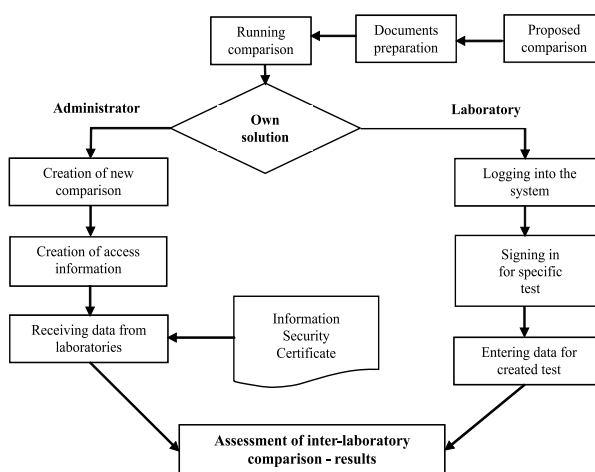 Running
comparison
Documents
preparation
Proposed
comparison
Administrator
Own
solution
Laboratory
Creation of new
comparison
Logging into the
system
Creation of access
information
Signing in
for specific
test
Receiving data from
laboratories
Information
Security
Certificate
Entering data for
created test
Assessment of inter-laboratory
comparison - results